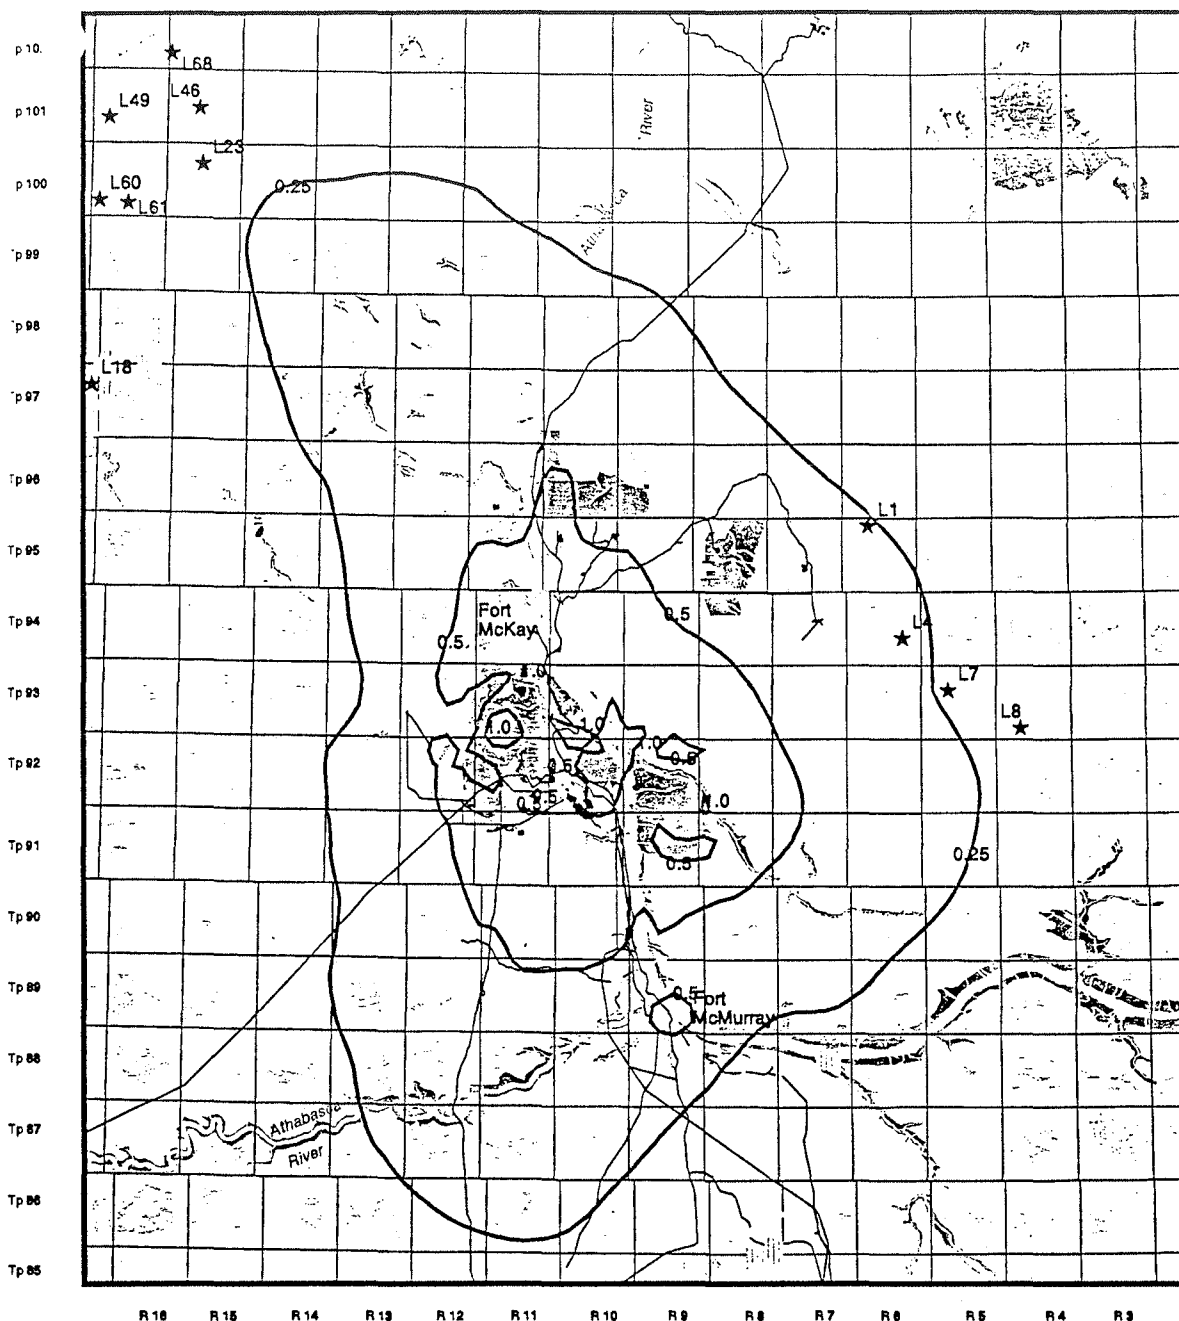 p 10.
L68
L49
L46
p 101
River
L23
p 100
L60
L61
0.25
p 99
p 98
L18
p 97
Tp 96
L1
Tp 95
Tp 94
Fort
McKay
0.5
L4
0.5.
1.0
L7
Tp 93
L8
1.0
1.0
1.0
0.5
0.5
Tp 92
0.5
0.5
1.0
Tp 91
0.5
0.25
Tp 90
Tp 89
0.5
Fort
McMurray
Tp 88
Tp 87
Athabasca
River
Tp 86
Tp 85
R 16 R 15 R 14 R 13 R 12 R 11 R 10 R 9 R 8 R 7 R 6 R 5 R 4 R 3